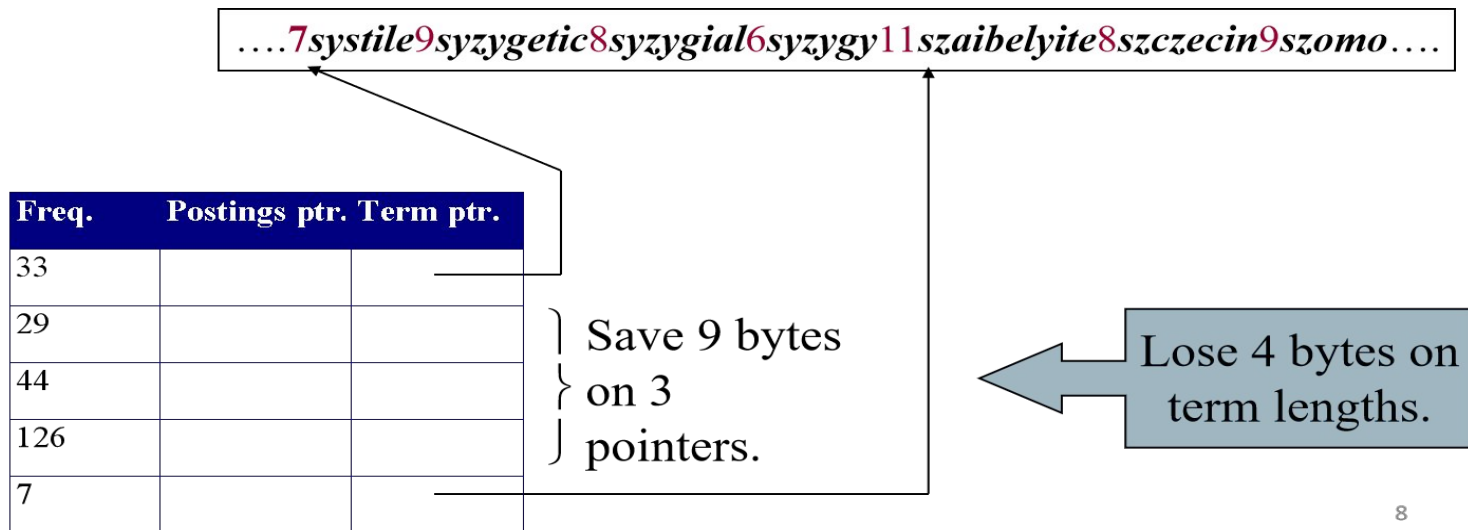 ….7systile9syzygetic8syzygial6syzygy11szaibelyite8szczecin9szomo….
Freq. Postings ptr. Term ptr.
33
29
44
126
7
Save 9 bytes
on 3
pointers.
Lose 4 bytes on
term lengths.
8